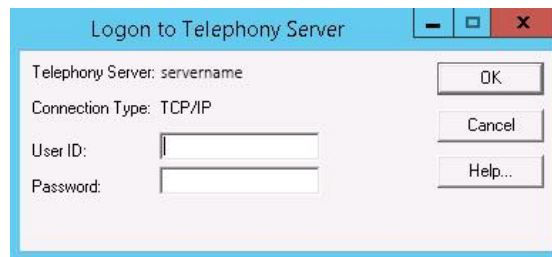 Logon to Telephony Server
Telephony Server: servername
OK
Connection Type: TCP/IP
Cancel
User ID:
Help...
Password: